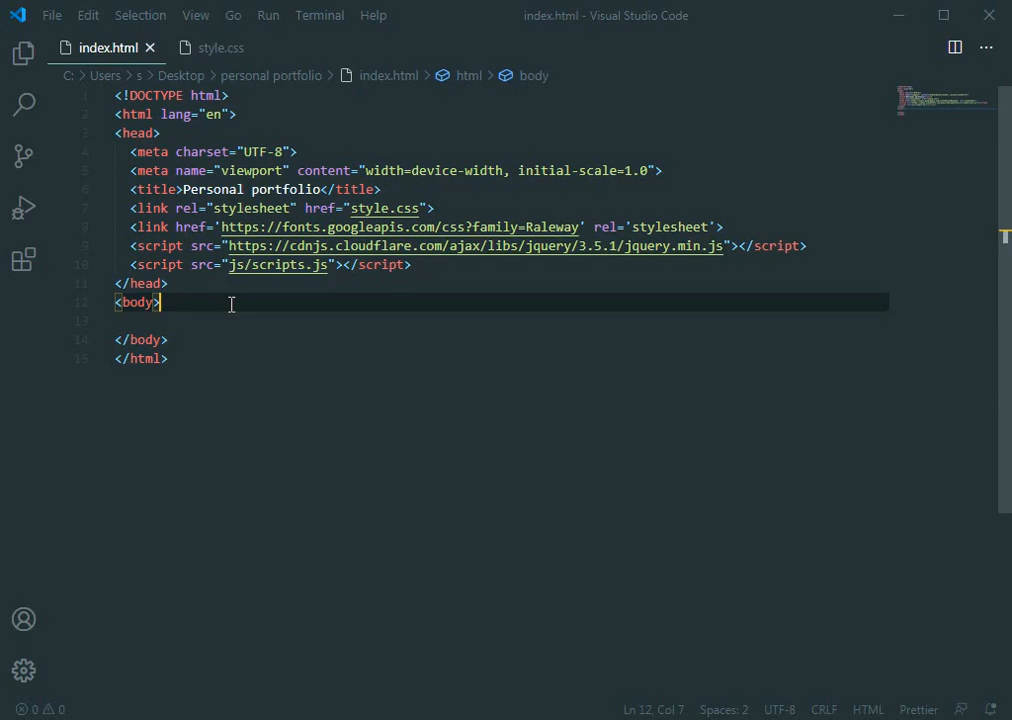 File Edit Selection View Go Run Terminal Help index.html - Visual Studio Code
index.html style.css
C: Users s Desktop personal portfolio index.html html body
1 <!DOCTYPE html>
2 <html lang="en">
3 <head>
4 <meta charset="UTF-8">
5 <meta name="viewport" content="width=device-width, initial-scale=1.0">
6 <title>Personal portfolio</title>
7 <link rel="stylesheet" href="style.css">
8 <link href='https://fonts.googleapis.com/css?family=Raleway' rel='stylesheet'>
9 <script src="https://cdnjs.cloudflare.com/ajax/libs/jquery/3.5.1/jquery.min.js"></script>
10 <script src="js/scripts.js"></script>
11 </head>
12 <body>
13
14 </body>
15 </html>
0 0 Ln 12, Col 7 Spaces: 2 UTF-8 CRLF HTML Prettier